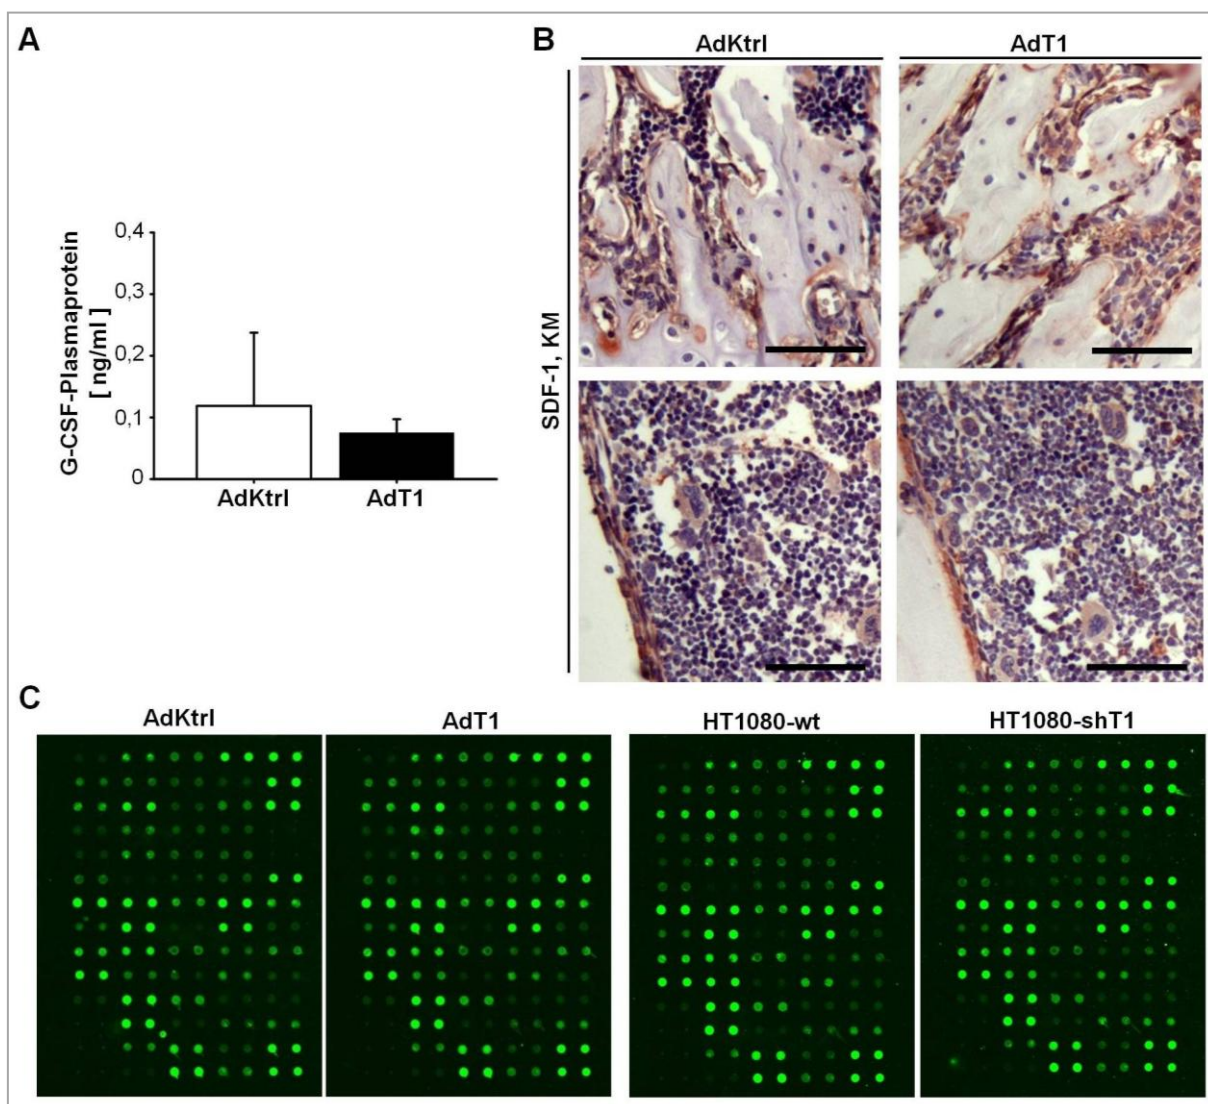 A
G-CSF-Plasmaprotein
[ ng/ml ]
0,4
0,3
0,2
0,1
0
AdKtrl
AdT1
B
AdKtrl
AdT1
SDF-1, KM
C
AdKtrl
AdT1
HT1080-wt
HT1080-shT1